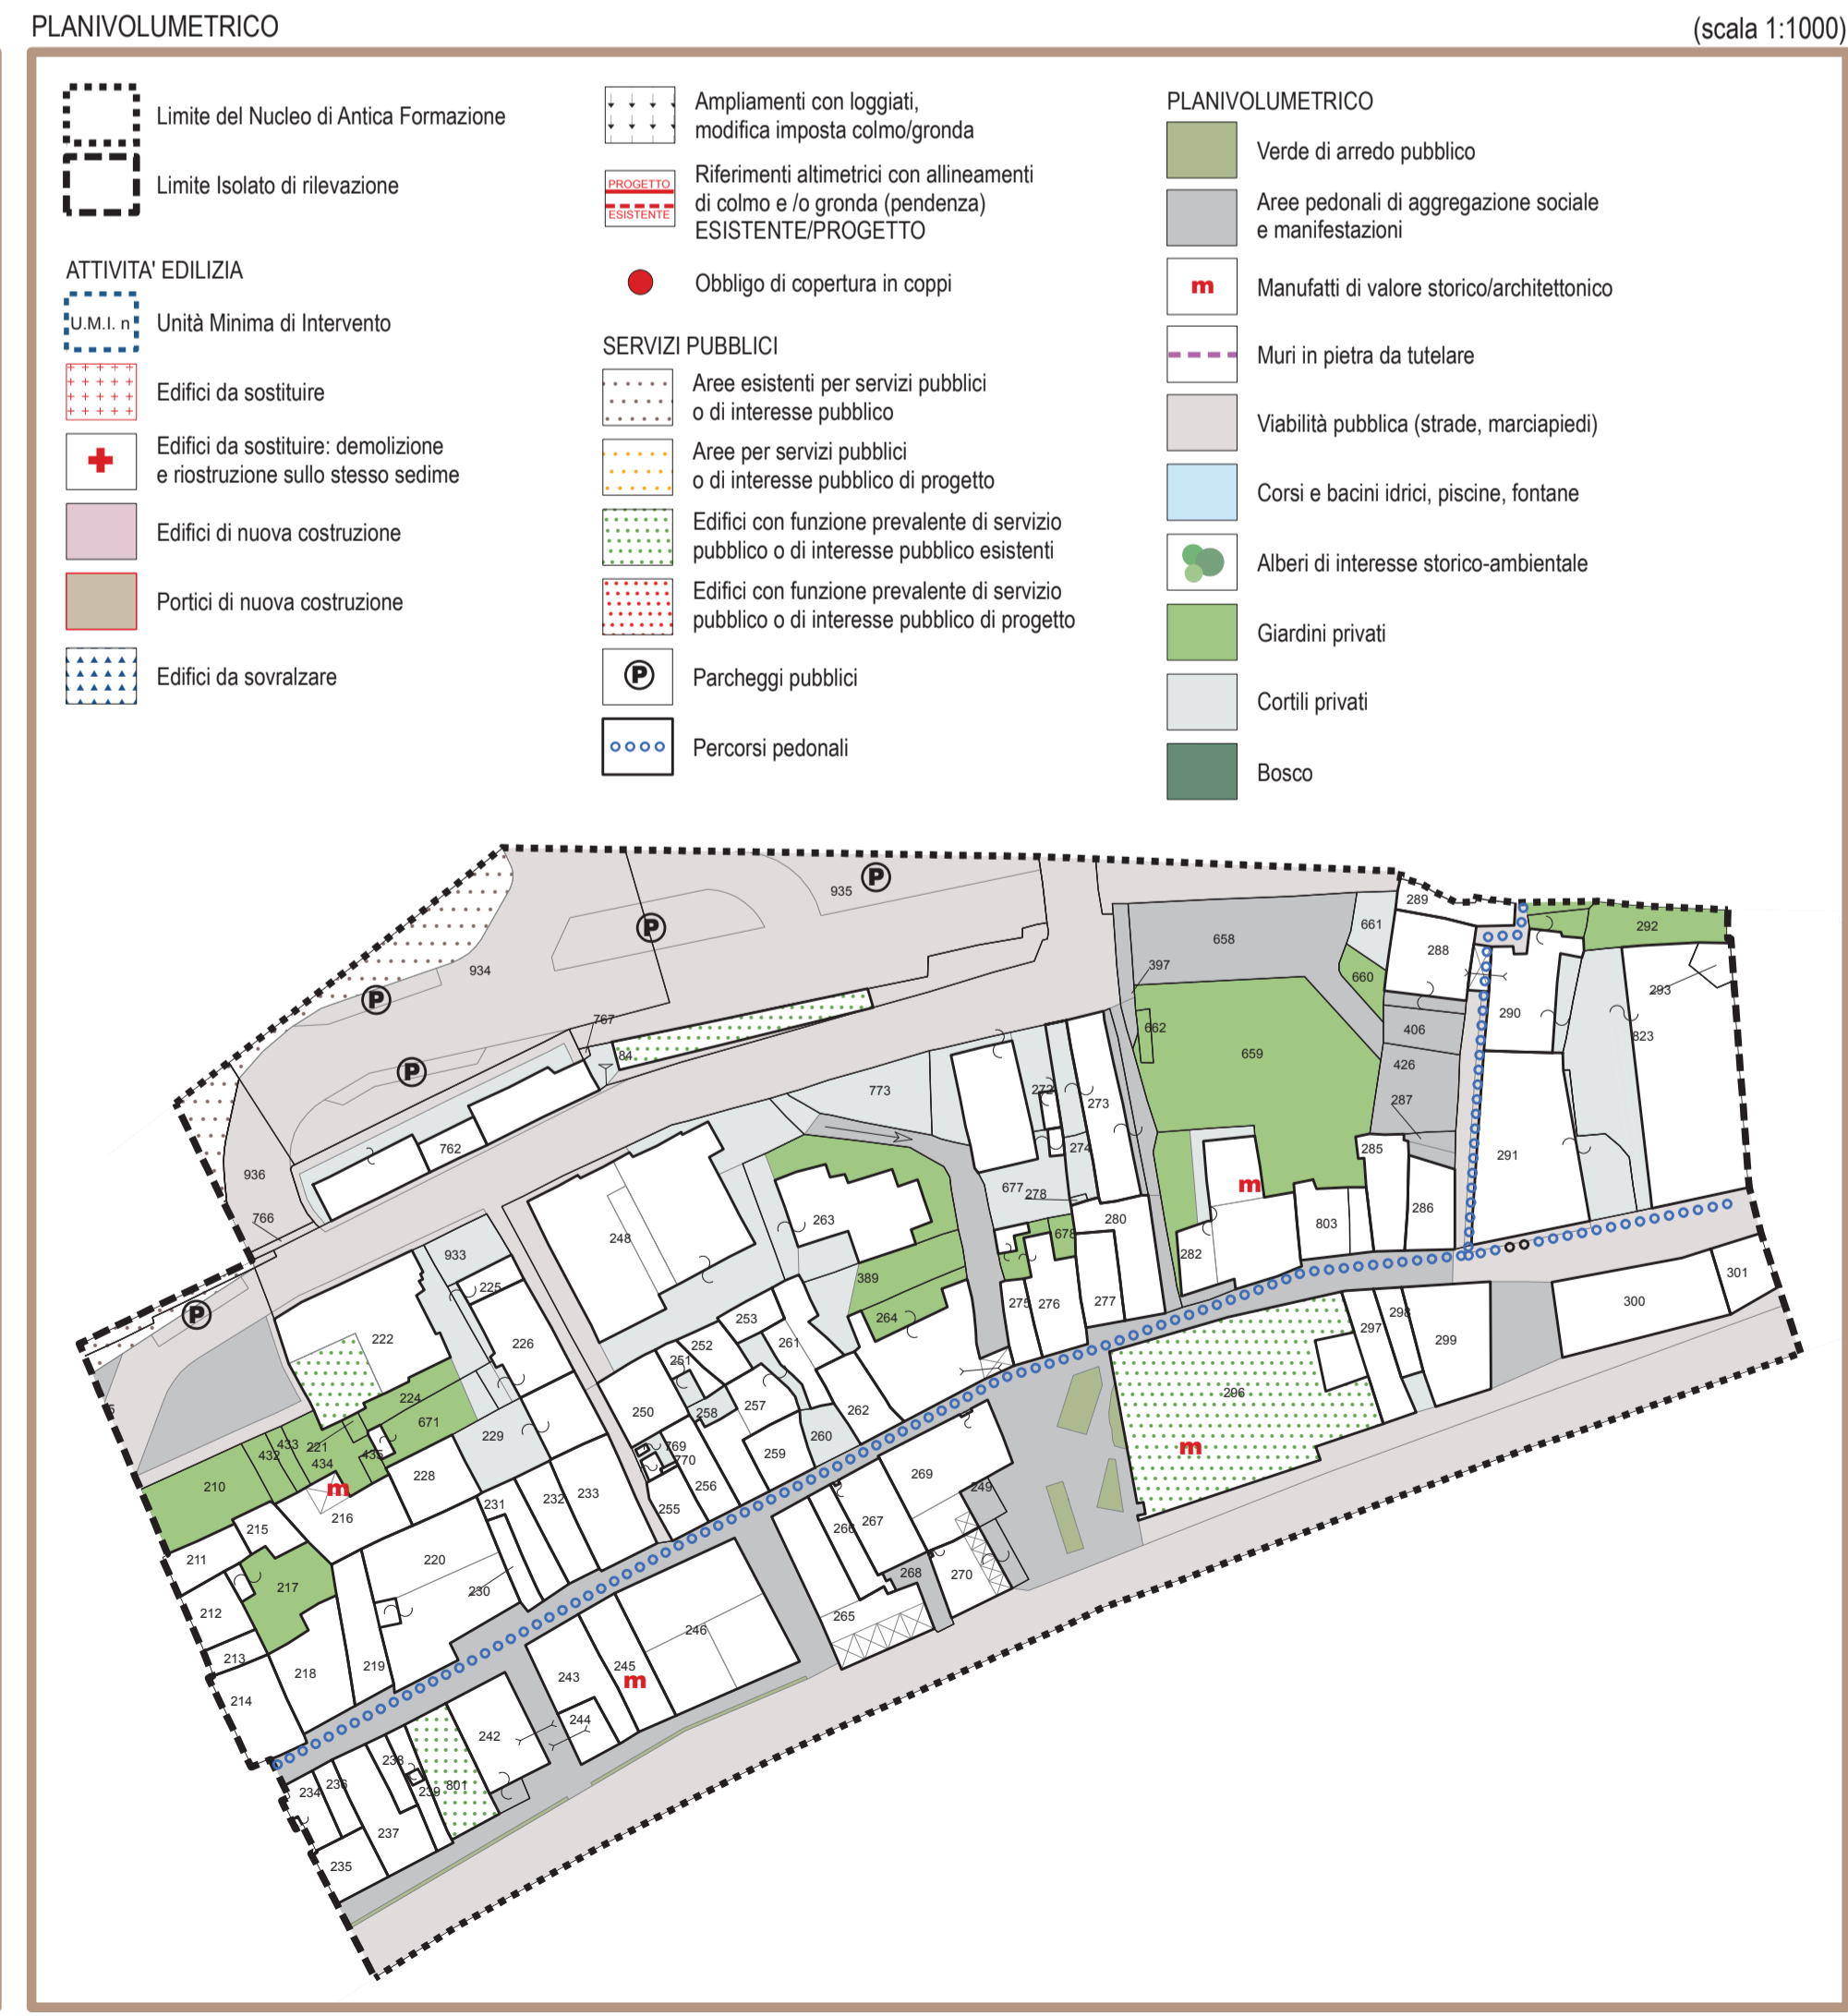 PLANIVOLUMETRICO
(scala 1:1000)
Limite del Nucleo di Antica Formazione
Limite Isolato di rilevazione
ATTIVITA' EDILIZIA
U.M.I. n
Unità Minima di Intervento
Edifici da sostituire
Edifici da sostituire: demolizione
e riostruzione sullo stesso sedime
Edifici di nuova costruzione
Portici di nuova costruzione
Edifici da sovralzare
Ampliamenti con loggiati,
modifica imposta colmo/gronda
PROGETTO
ESISTENTE
Riferimenti altimetrici con allineamenti
di colmo e /o gronda (pendenza)
ESISTENTE/PROGETTO
Obbligo di copertura in coppi
SERVIZI PUBBLICI
Aree esistenti per servizi pubblici
o di interesse pubblico
Aree per servizi pubblici
o di interesse pubblico di progetto
Edifici con funzione prevalente di servizio
pubblico o di interesse pubblico esistenti
Edifici con funzione prevalente di servizio
pubblico o di interesse pubblico di progetto
P
Parcheggi pubblici
Percorsi pedonali
PLANIVOLUMETRICO
Verde di arredo pubblico
Aree pedonali di aggregazione sociale
e manifestazioni
m
Manufatti di valore storico/architettonico
Muri in pietra da tutelare
Viabilità pubblica (strade, marciapiedi)
Corsi e bacini idrici, piscine, fontane
Alberi di interesse storico-ambientale
Giardini privati
Cortili privati
Bosco
935
P
P
934
P
P
767
84
762
936
766
P
289
661
658
288
292
397
660
293
290
406
823
662
659
426
287
773
272
273
274
285
291
677
278
m
286
280
803
282
678
263
248
389
264
275
276
277
933
225
226
222
253
252
251
261
301
300
297
298
299
296
m
224
671
250
258
257
262
260
259
229
433
432
221
434
435
210
228
769
770
256
255
m
216
215
211
231
232
233
269
249
266
267
268
270
265
220
230
217
212
213
214
218
219
246
245
m
243
244
242
238
239
801
234
236
237
235